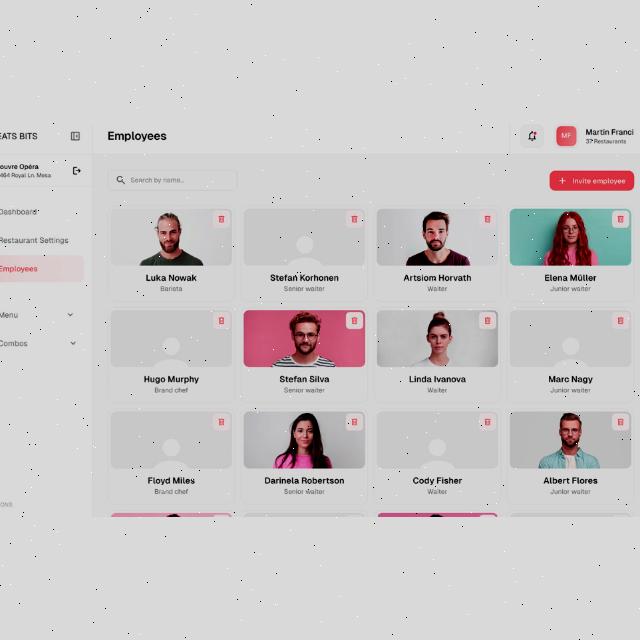 EATS BITS
Employees
MF
Martin Franci
37 Restaurants
ouvre Opéra
464 Royal Ln. Mesa
Search by name...
Invite employee
Dashboard
Restaurant Settings
Employees
Menu
Combos
Luka Nowak
Barista
Stefan Korhonen
Senior waiter
Artsiom Horvath
Waiter
Elena Müller
Junior waiter
Hugo Murphy
Brand chef
Stefan Silva
Senior waiter
Linda Ivanova
Waiter
Marc Nagy
Junior waiter
Floyd Miles
Brand chef
Darinela Robertson
Senior waiter
Cody Fisher
Waiter
Albert Flores
Junior waiter
IONS